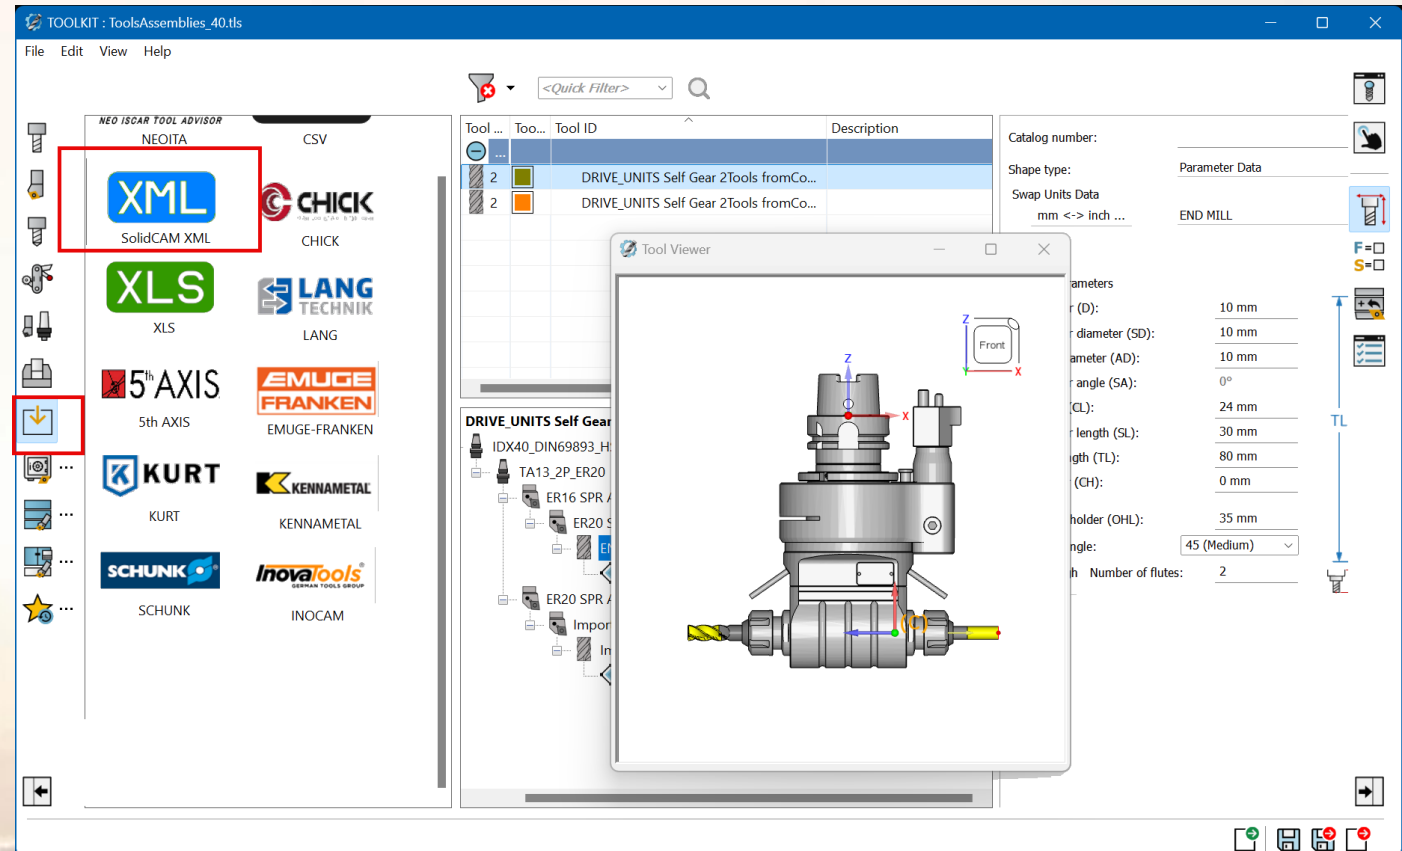 TOOLKIT : ToolsAssemblies_40.tls
File Edit View Help
<Quick Filter>
NEO ISCAR TOOL ADVISOR
NEOITA
CSV
XML
SolidCAM XML
CHICK
CHICK
XLS
XLS
LANG
TECHNIK
LANG
5th AXIS
5th AXIS
EMUGE
FRANKEN
EMUGE-FRANKEN
KURT
KURT
KENNAMETAL
KENNAMETAL
SCHUNK
SCHUNK
InovaTools
GERMAN TOOLS GROUP
INOCAM
Tool ... Too... Tool ID Description
...
2 DRIVE_UNITS Self Gear 2Tools fromCo...
2 DRIVE_UNITS Self Gear 2Tools fromCo...
DRIVE_UNITS Self Gear
IDX40_DIN69893_H
TA13_2P_ER20
ER16 SPR
ER20 S
ER20 SPR
Impor
Tool Viewer
Front
Z
X
Z
X
Catalog number:
Shape type: Parameter Data
Swap Units Data
mm <-> inch ... END MILL
rameters
r (D): 10 mm
r diameter (SD): 10 mm
ameter (AD): 10 mm
r angle (SA): 0°
(CL): 24 mm
r length (SL): 30 mm
gth (TL): 80 mm
(CH): 0 mm
holder (OHL): 35 mm
ngle: 45 (Medium)
h Number of flutes: 2
TL
F=
S=